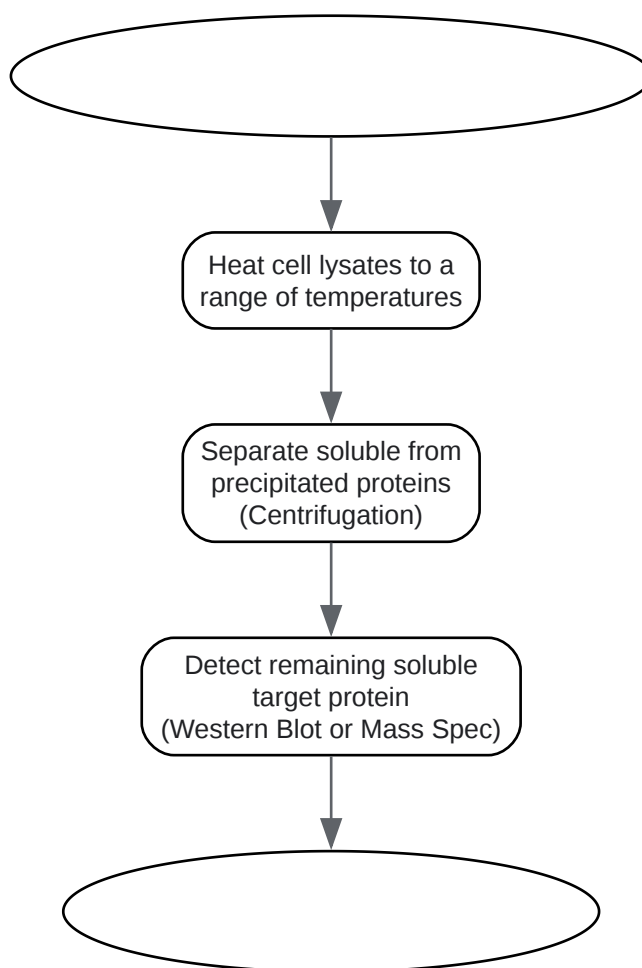 Heat cell lysates to a
range of temperatures
Separate soluble from
precipitated proteins
(Centrifugation)
Detect remaining soluble
target protein
(Western Blot or Mass Spec)